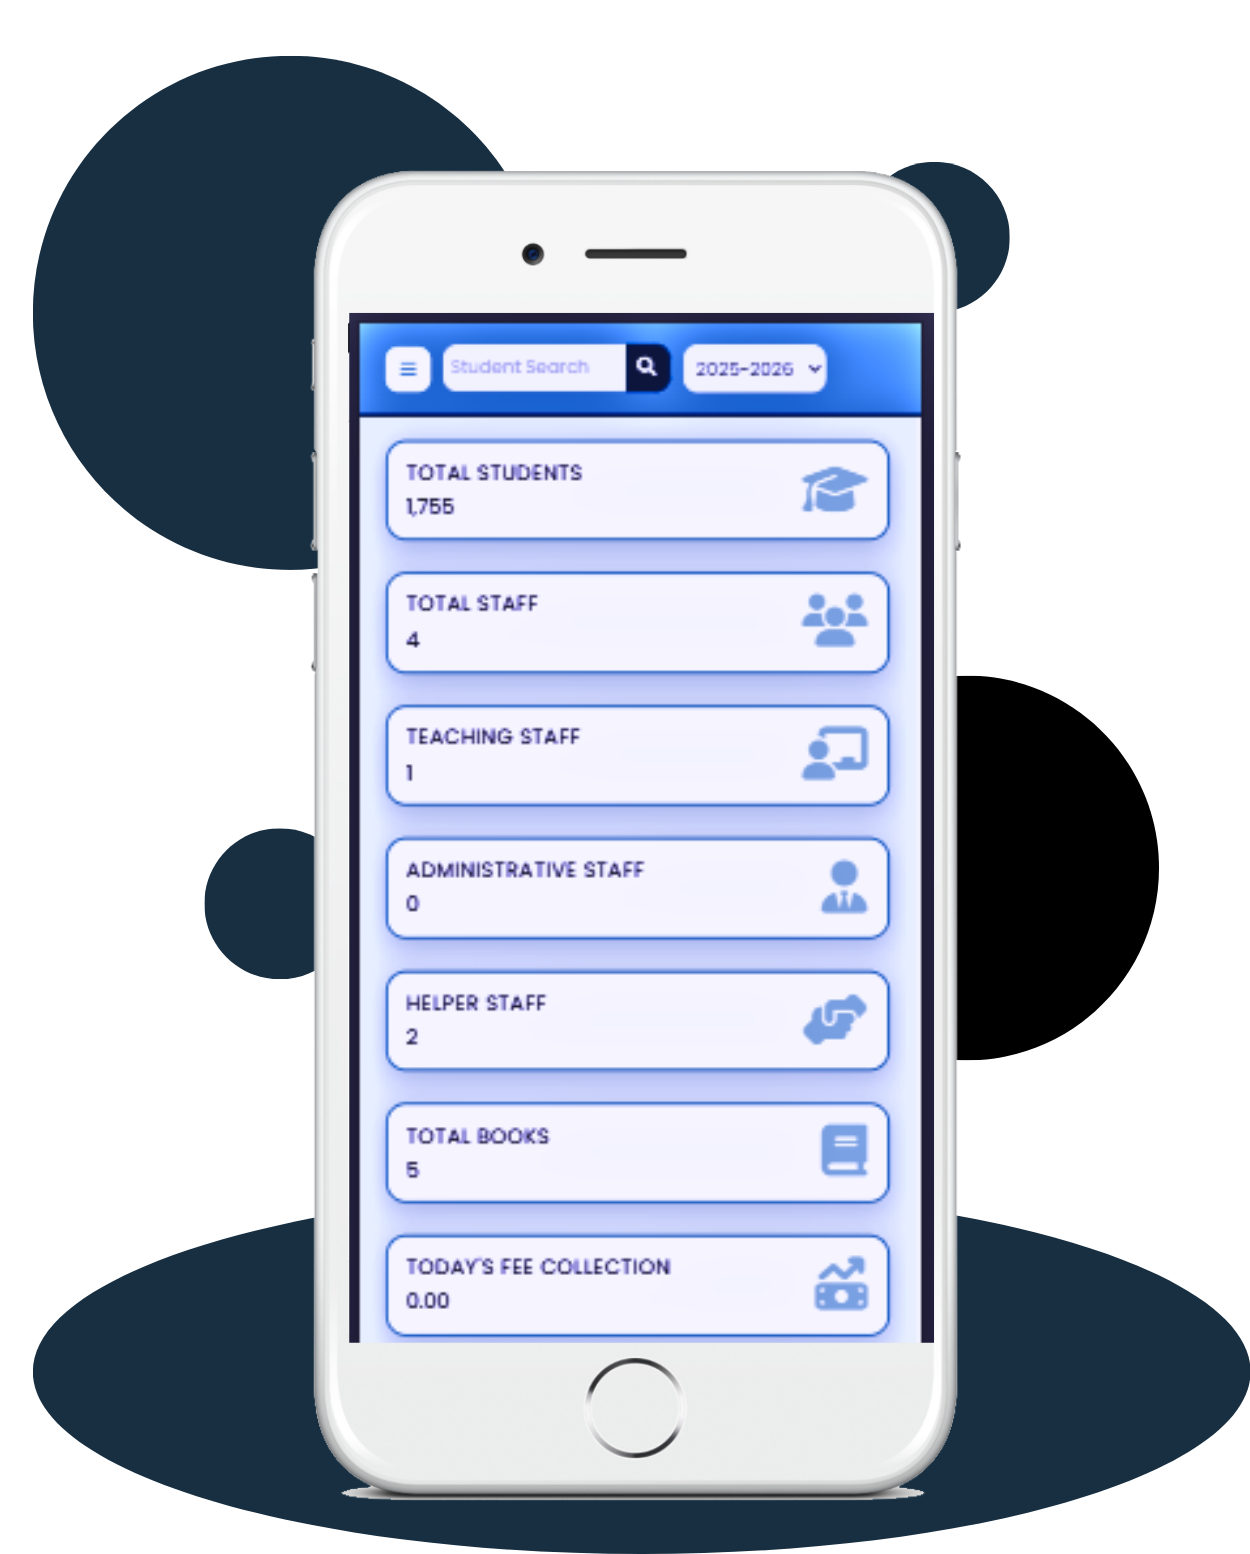 Student Search
2025-2026
TOTAL STUDENTS
1,755
TOTAL STAFF
4
TEACHING STAFF
1
ADMINISTRATIVE STAFF
0
HELPER STAFF
2
TOTAL BOOKS
5
TODAY'S FEE COLLECTION
0.00